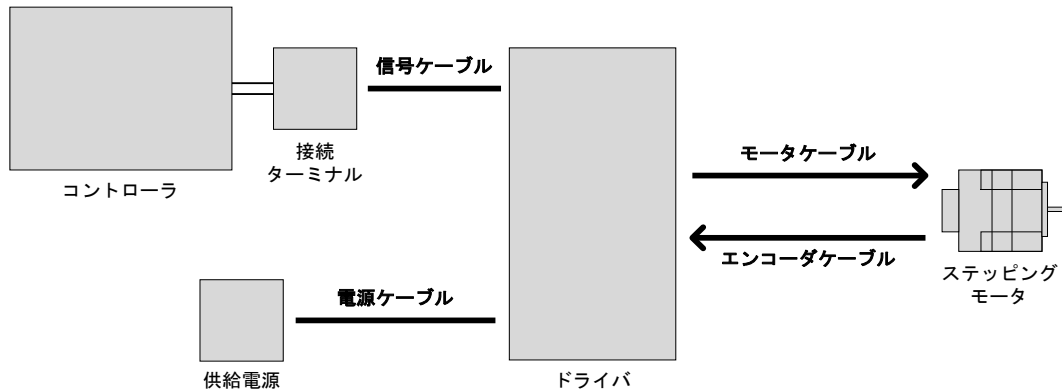 信号ケーブル
接続
ターミナル
コントローラ
モータケーブル
エンコーダケーブル
ステッピング
モータ
電源ケーブル
供給電源
ドライバ